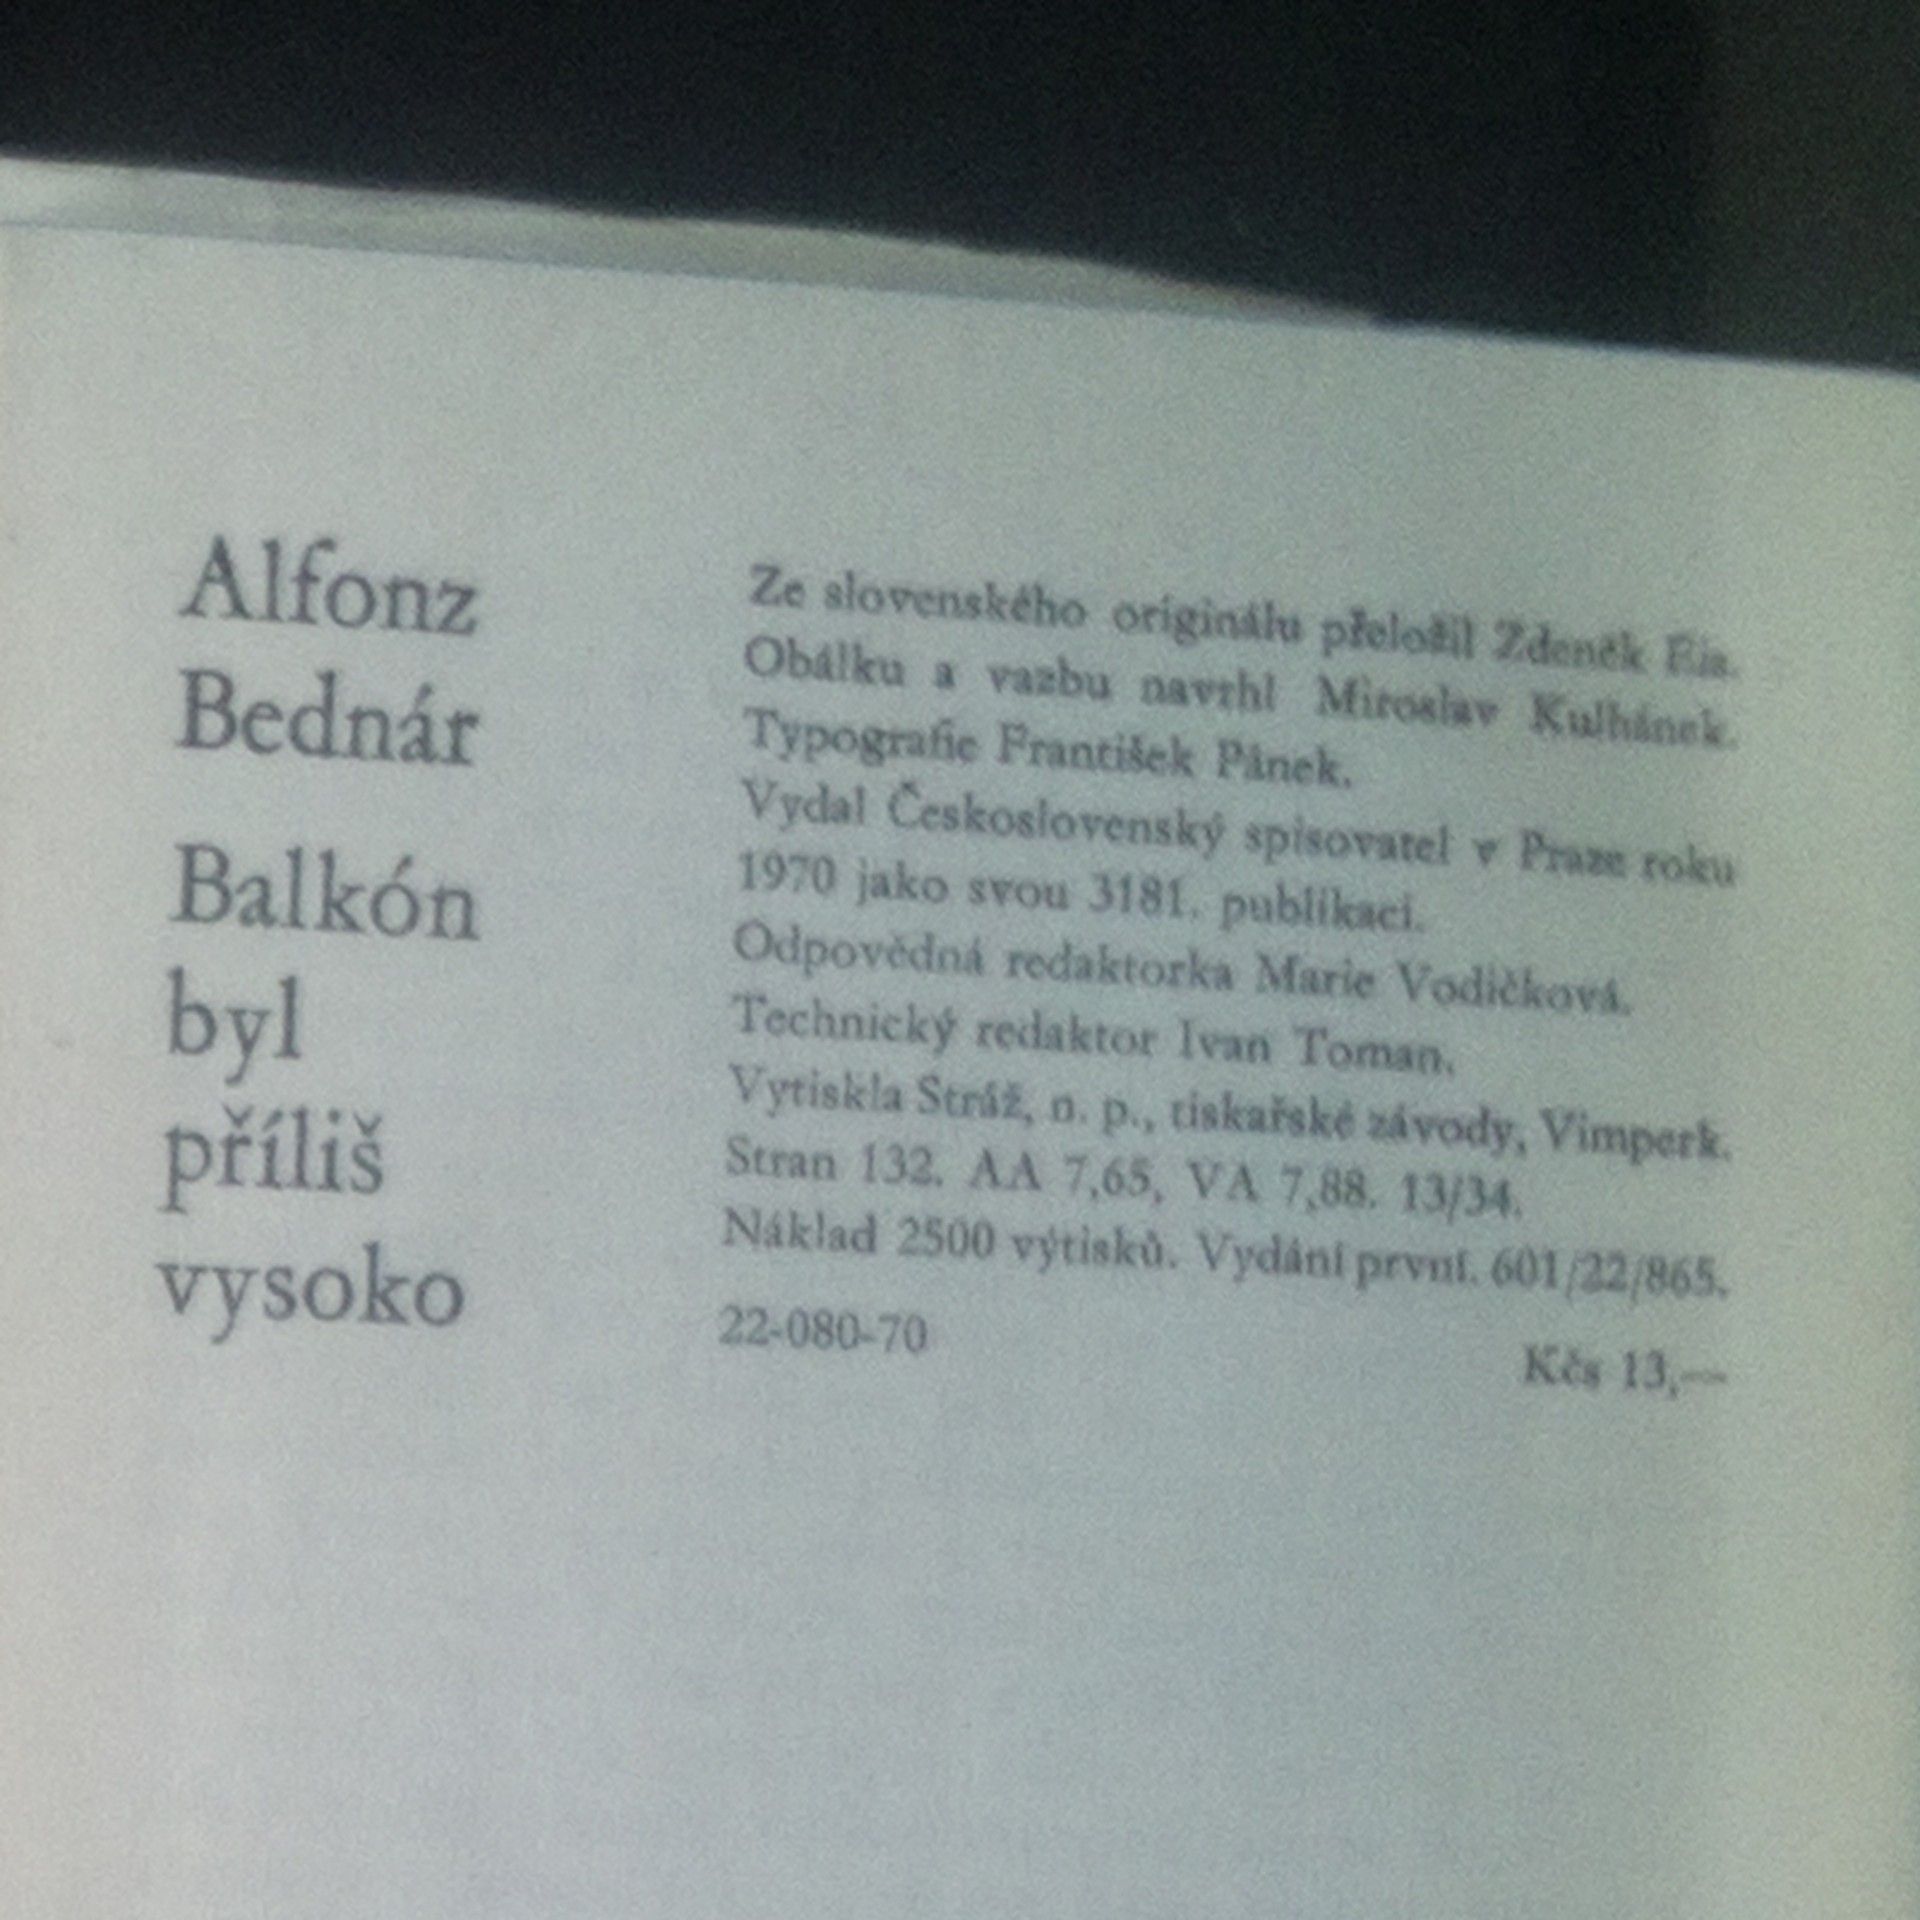 Alfonz
Bednár
Balkón
byl
příliš
vysoko
Ze slovenského originálu přeložil Zdeněk
Obálku a vazbu navrhl Miroslav Kulhánek.
Typografie František Pánek.
Vydal Československý spisovatel v Praze roku
1970 jako svou 3181. publikaci.
Odpovědná redaktorka Marie Vodičková.
Technický redaktor Ivan Toman.
Vytiskla Stráž, n. p., tiskařské závody, Vimperk.
Stran 132. AA 7,65, VA 7,88. 13/34.
Náklad 2500 výtisků. Vydání první. 601/22/865.
22-080-70
Kčs 13,—